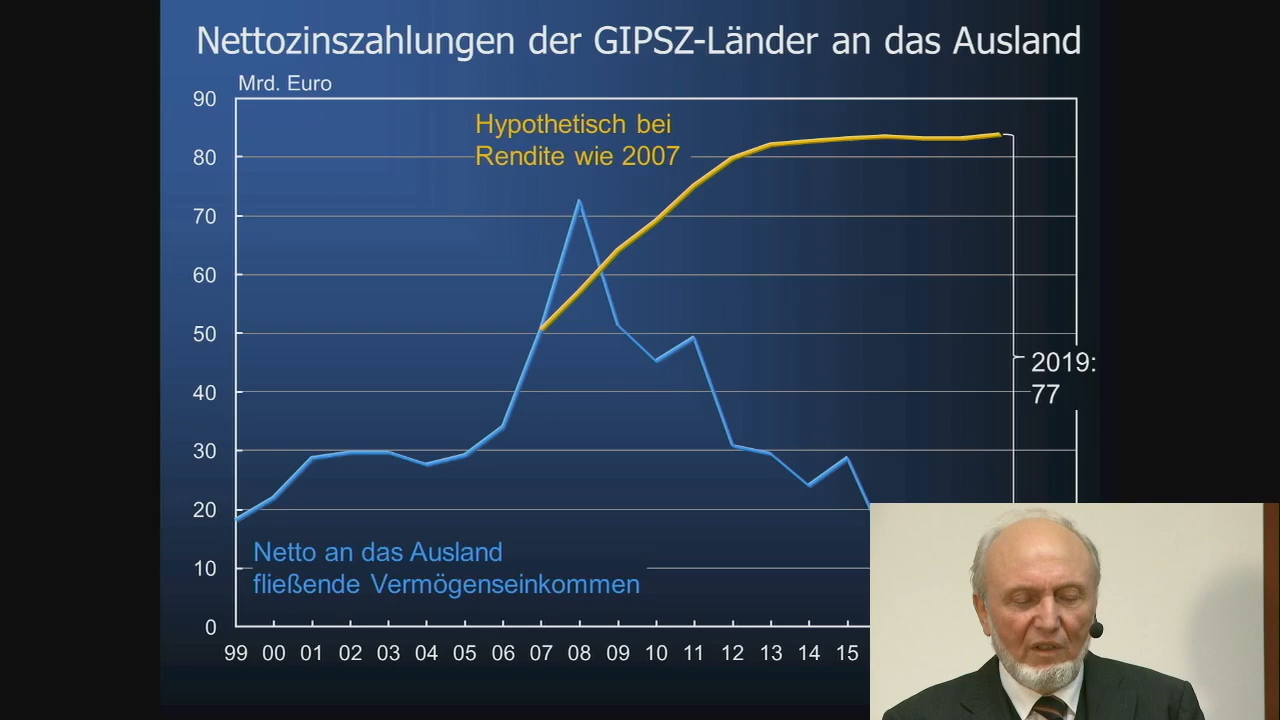 Nettozinszahlungen der GIPSZ-Länder an das Ausland
Mrd. Euro
90
80
70
60
50
40
30
20
10
0
Hypothetisch bei
Rendite wie 2007
2019:
77
Netto an das Ausland
fließende Vermögenseinkommen
99 00 01 02 03 04 05 06 07 08 09 10 11 12 13 14 15